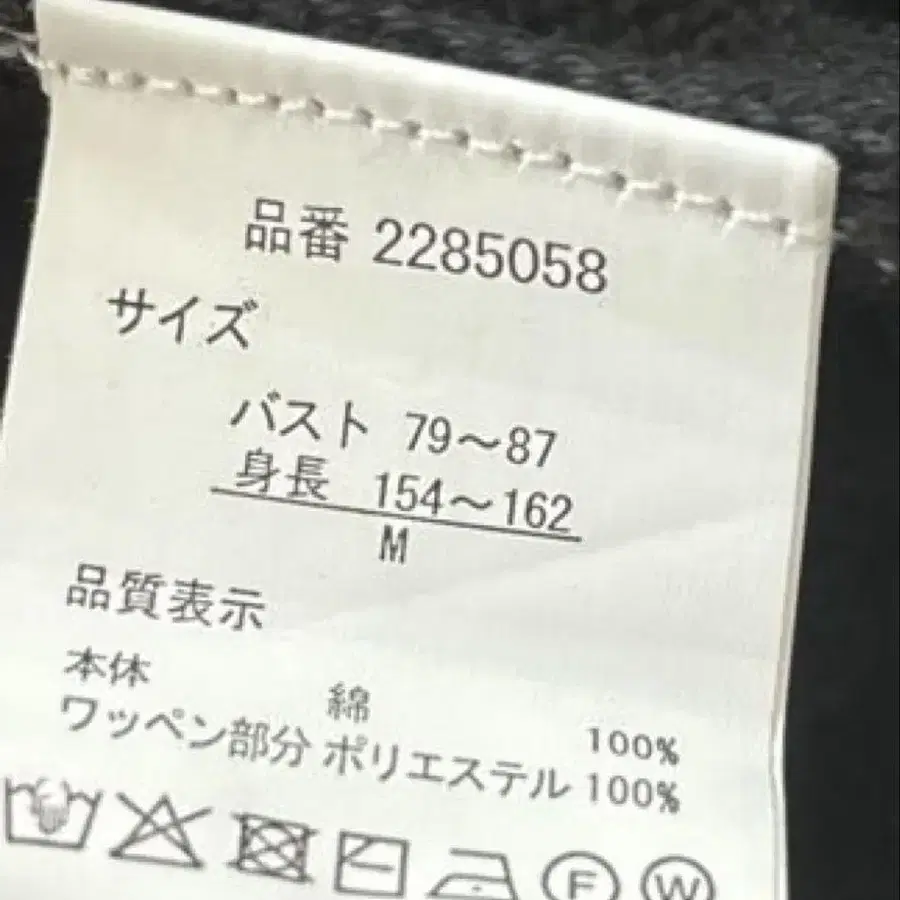 品番 2285058
サイズ
バスト 79～87
身長 154～162
M
品質表示
本体 綿 100%
ワッペン部分 ポリエステル 100%
F W